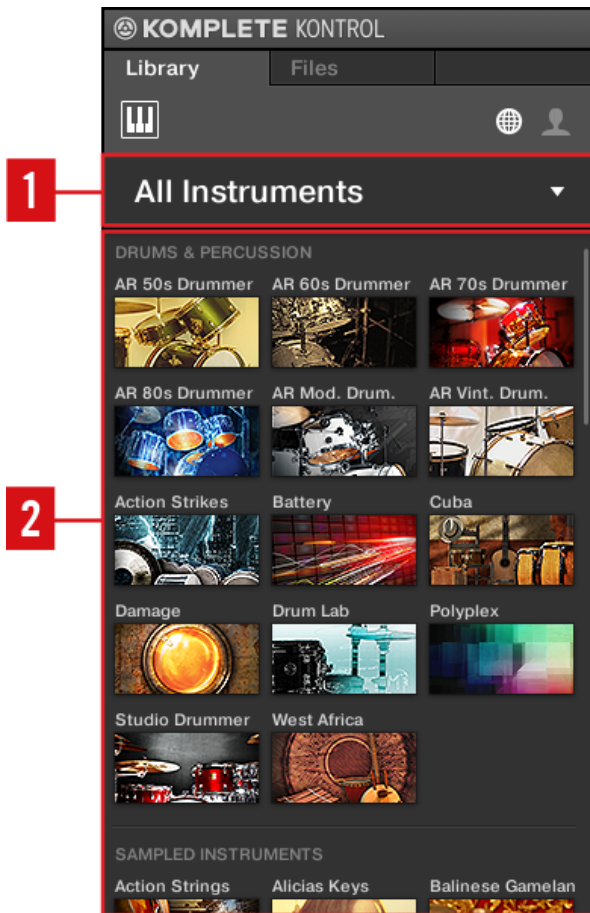 KOMPLETE KONTROL
Library Files
1 All Instruments
DRUMS & PERCUSSION
AR 50s Drummer AR 60s Drummer AR 70s Drummer
AR 80s Drummer AR Mod. Drum. AR Vint. Drum.
2 Action Strikes Battery Cuba
Damage Drum Lab Polyplex
Studio Drummer West Africa
SAMPLED INSTRUMENTS
Action Strings Alicias Keys Balinese Gamelan